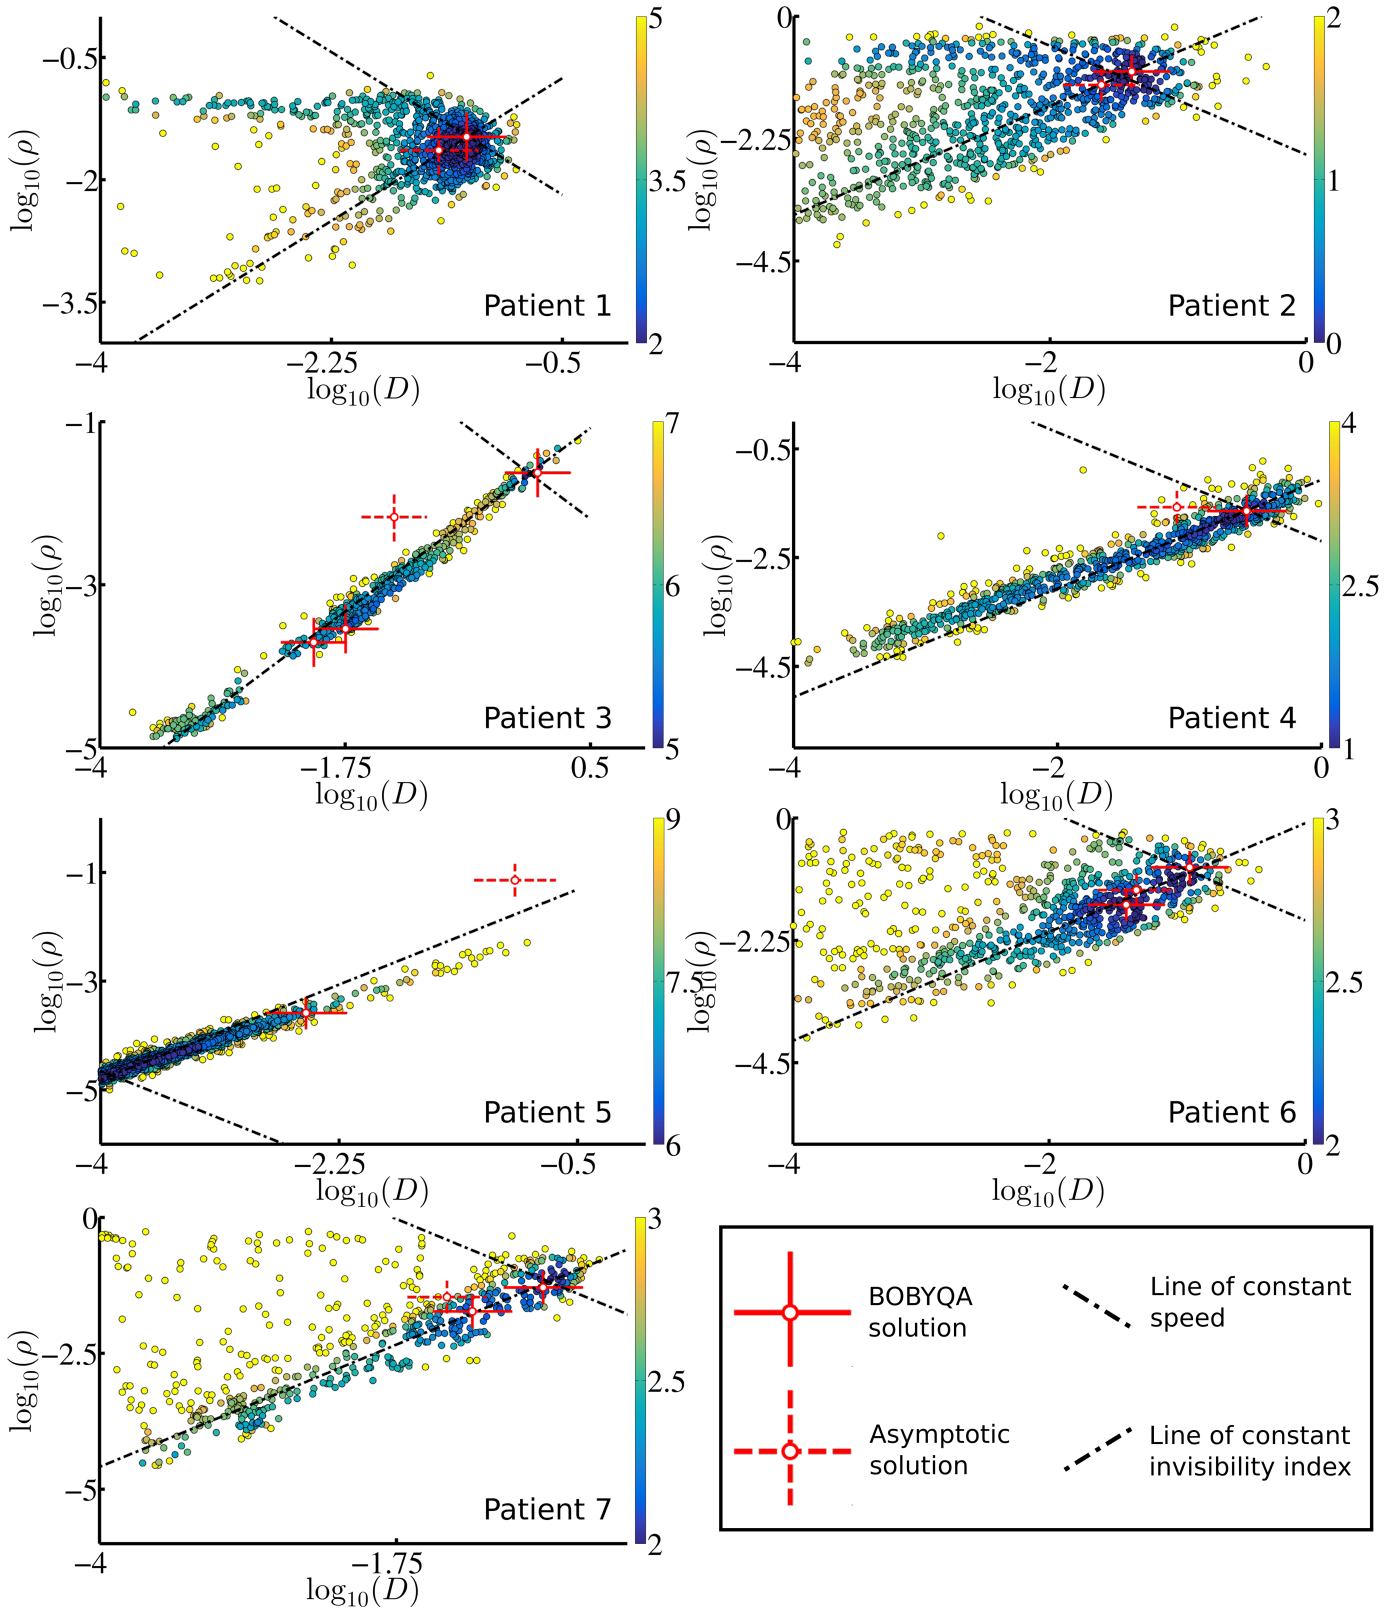 −0.5
−2
−3.5
log10(ρ)
−4
−2.25
−0.5
log10(D)
Patient 1
5
3.5
2
0
−2.25
−4.5
log10(ρ)
−4
−2
0
log10(D)
Patient 2
2
1
0
−1
−3
−5
log10(ρ)
−4
−1.75
0.5
log10(D)
Patient 3
7
6
5
−0.5
−2.5
−4.5
log10(ρ)
−4
−2
0
log10(D)
Patient 4
4
2.5
1
−1
−3
−5
log10(ρ)
−4
−2.25
−0.5
log10(D)
Patient 5
9
7.5
6
0
−2.25
−4.5
log10(ρ)
−4
−2
0
log10(D)
Patient 6
3
2.5
2
0
−2.5
−5
log10(ρ)
−4
−1.75
log10(D)
Patient 7
3
2.5
2
BOBYQA
solution
Line of constant
speed
Asymptotic
solution
Line of constant
invisibility index